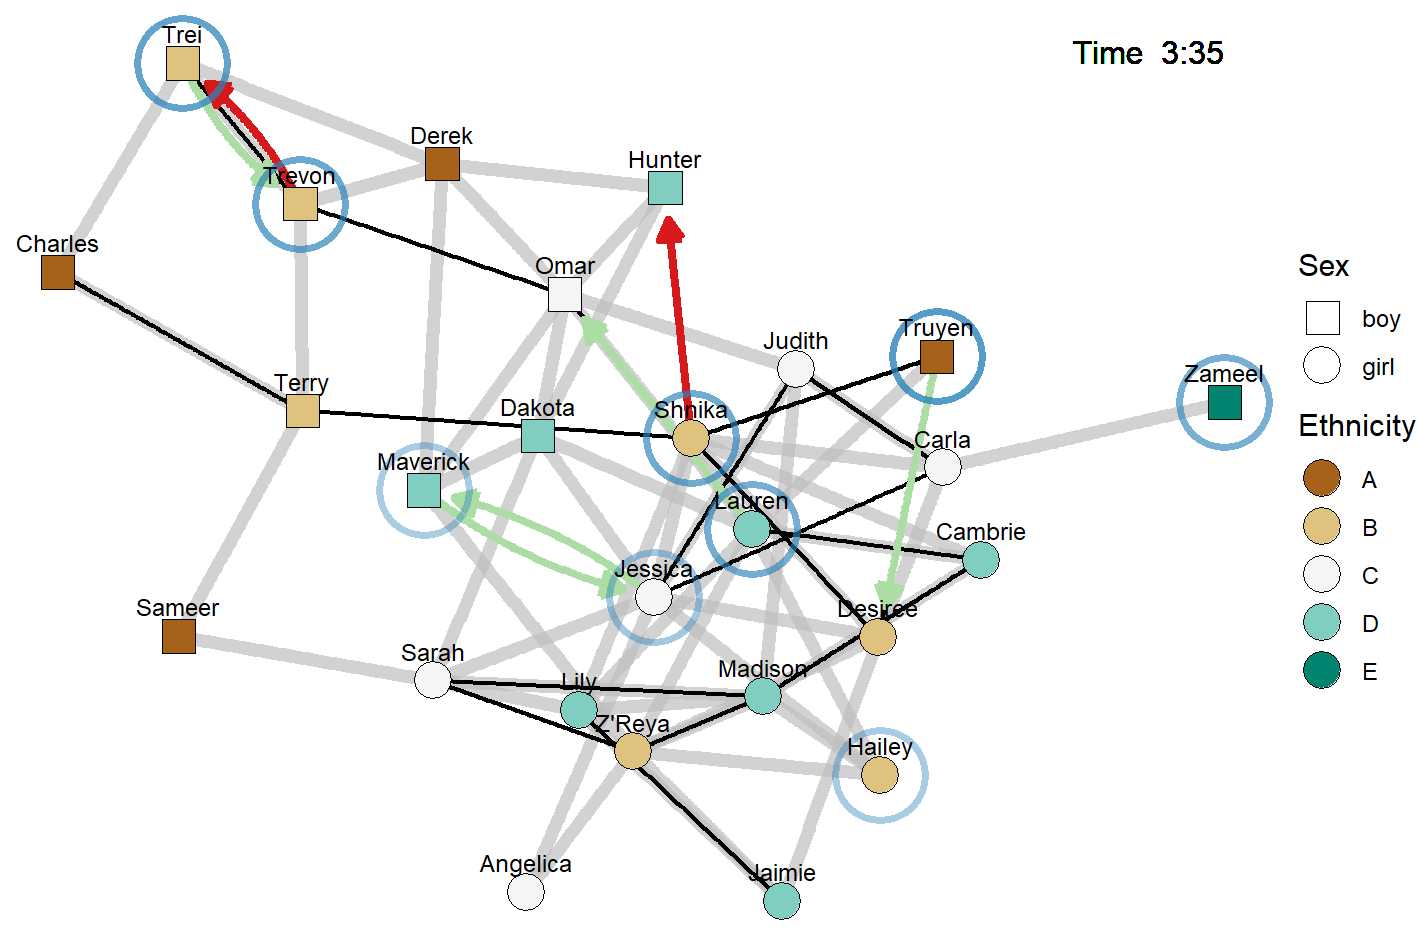 Trei
Time 3:35
Derek
Hunter
Trevon
Charles
Omar
Sex
boy
girl
Judith
Truyen
Zameel
Terry
Dakota
Shnika
Ethnicity
Carla
Maverick
A
Lauren
B
Cambrie
Jessica
C
Sameer
Desiree
D
Sarah
Madison
E
Lily
Z'Reya
Hailey
Angelica
Jaimie